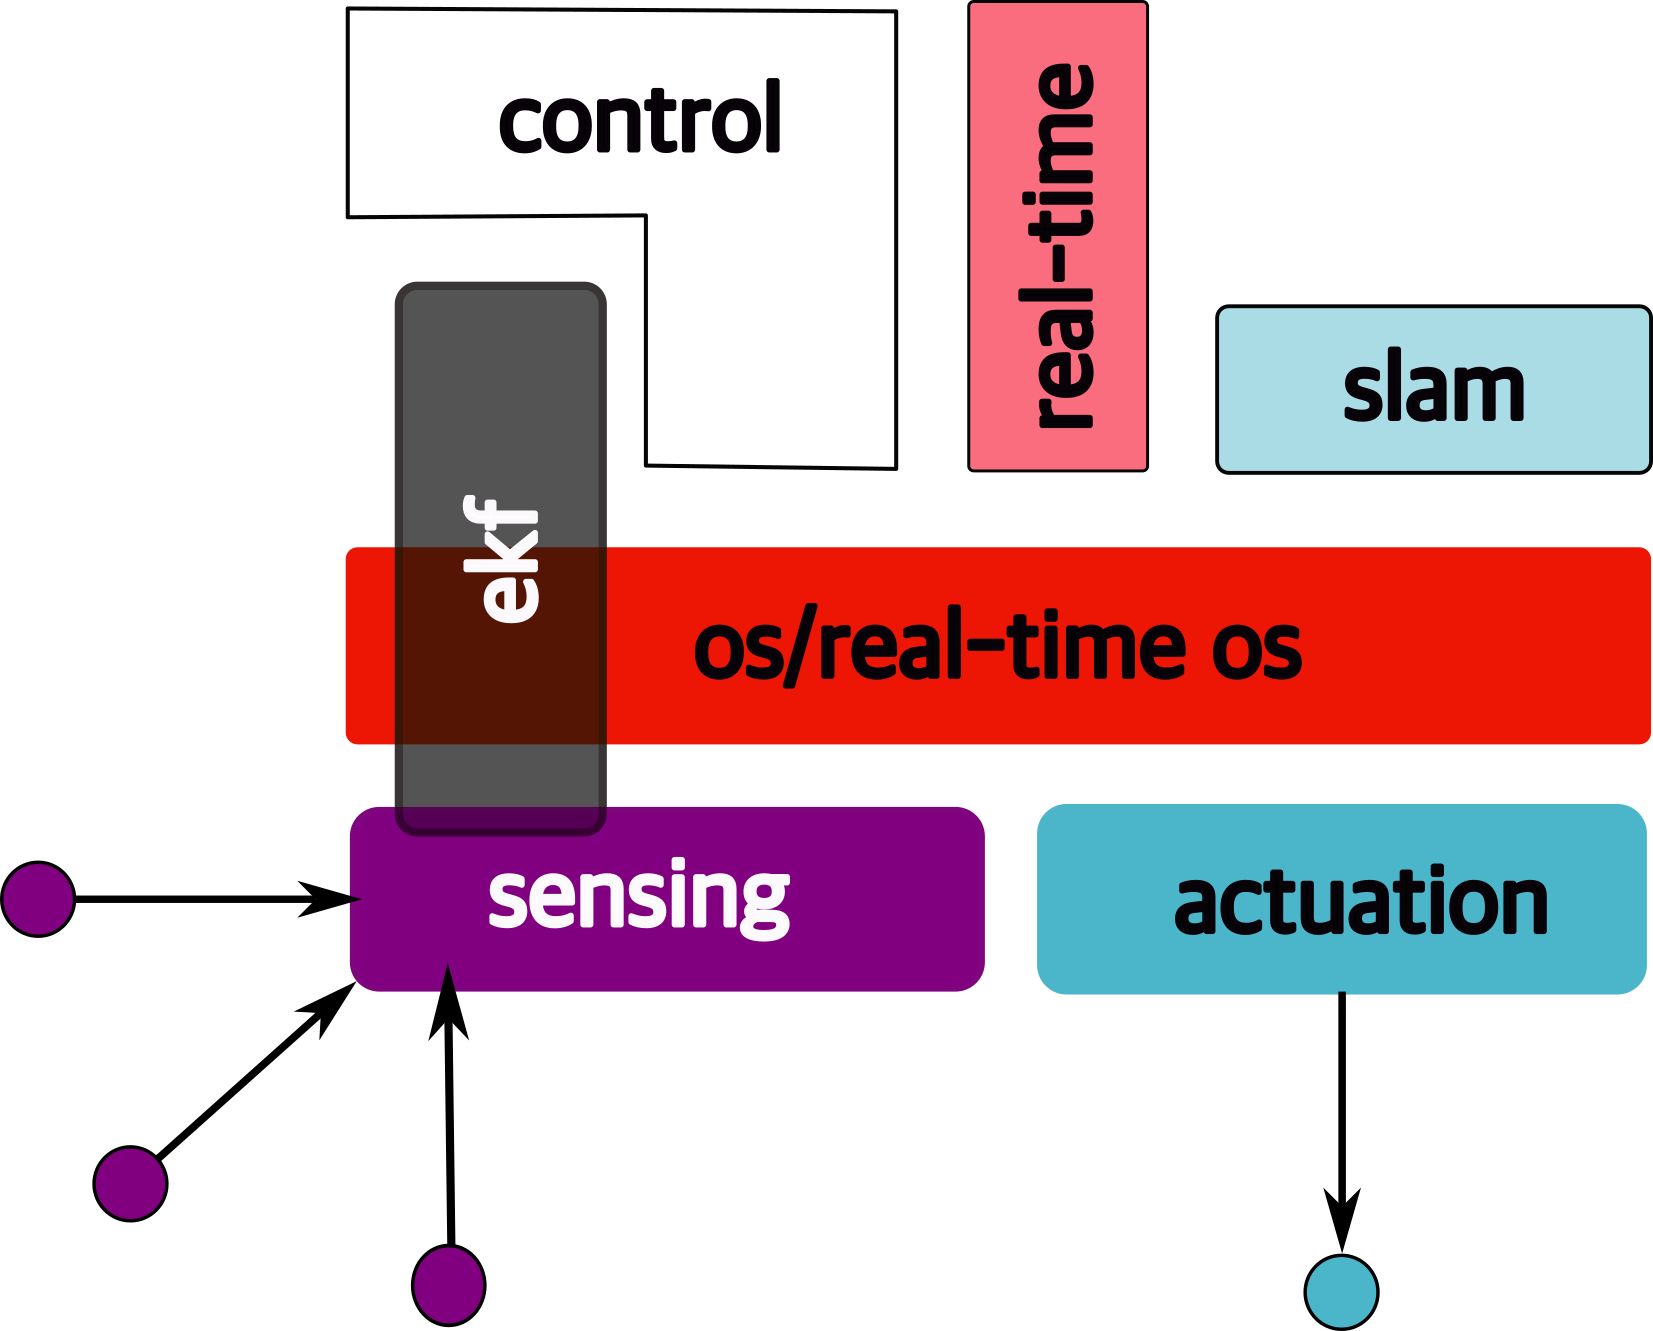 control
real-time
slam
ekf
os/real-time os
sensing
actuation